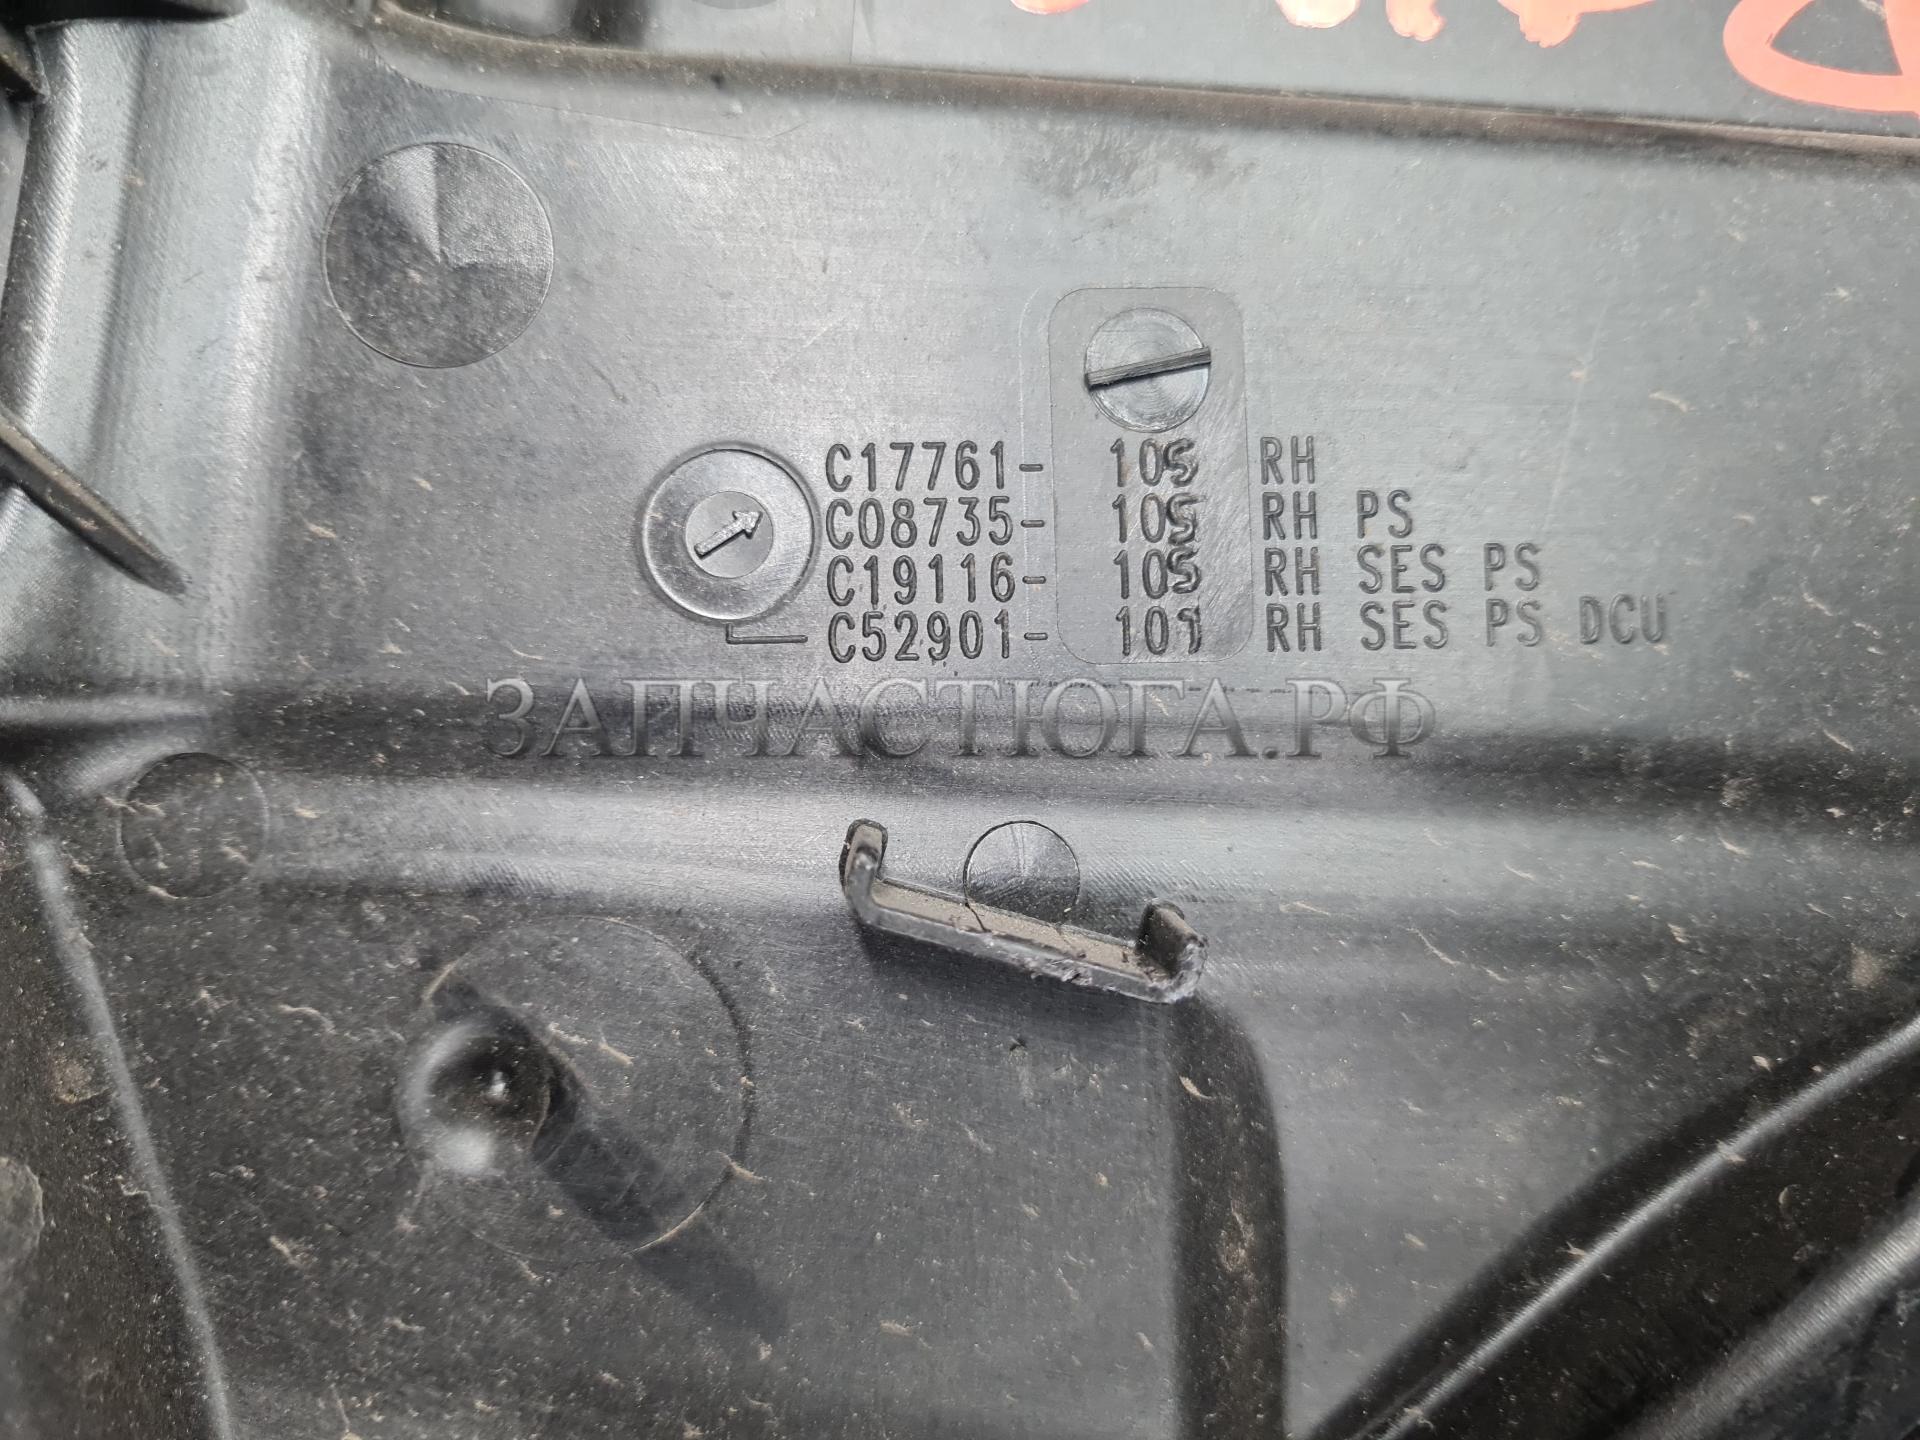 C17761- 105 RH
C08735- 105 RH PS
C19116- 105 RH SES PS
C52901- 101 RH SES PS DCU
ЗАПЧАСТЮГА.РФ